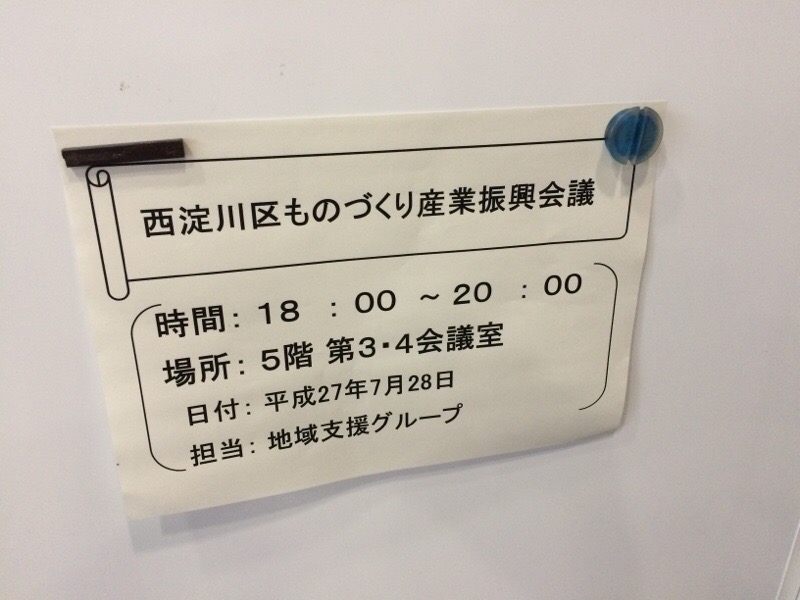 西淀川区ものづくり産業振興会議
時間：18 ：00 ～20 ：00
場所：5階 第3・4会議室
日付：平成27年7月28日
担当：地域支援グループ